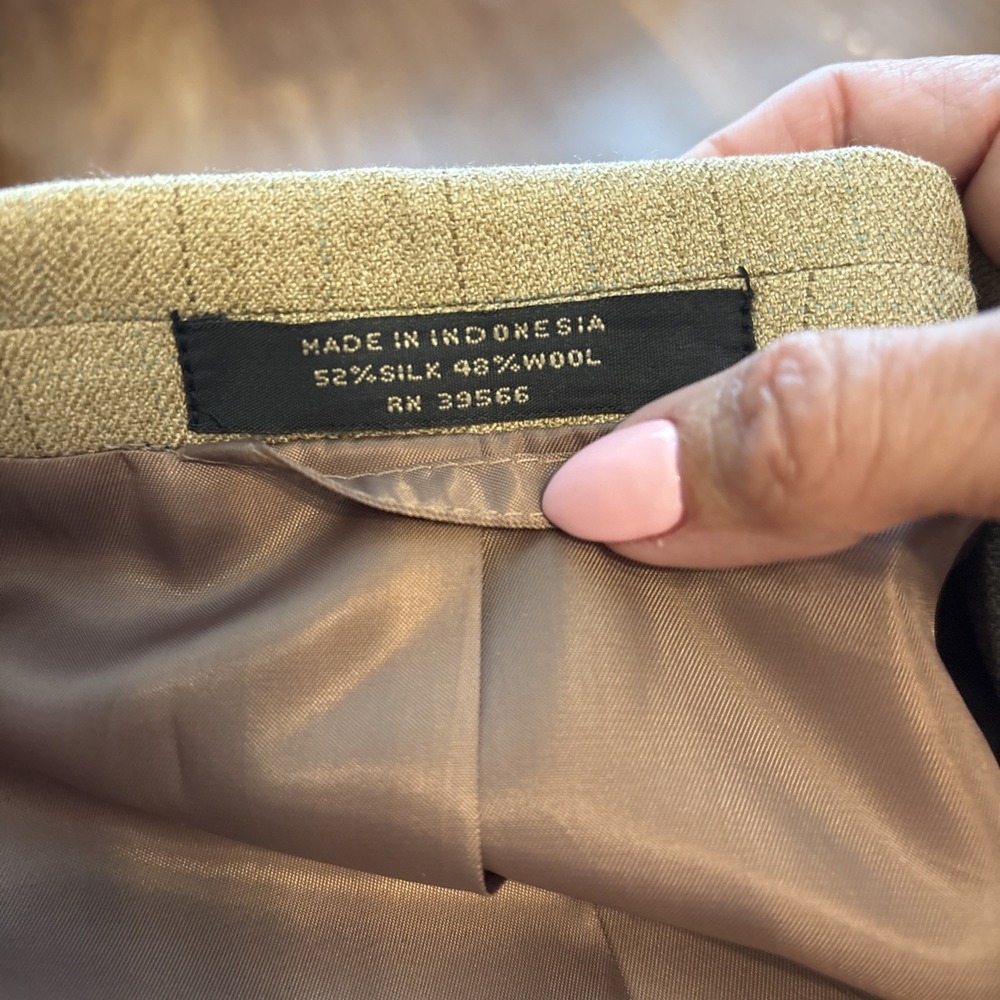 MADE IN INDONESIA
52%SILK 48%WOOL
RN 39566